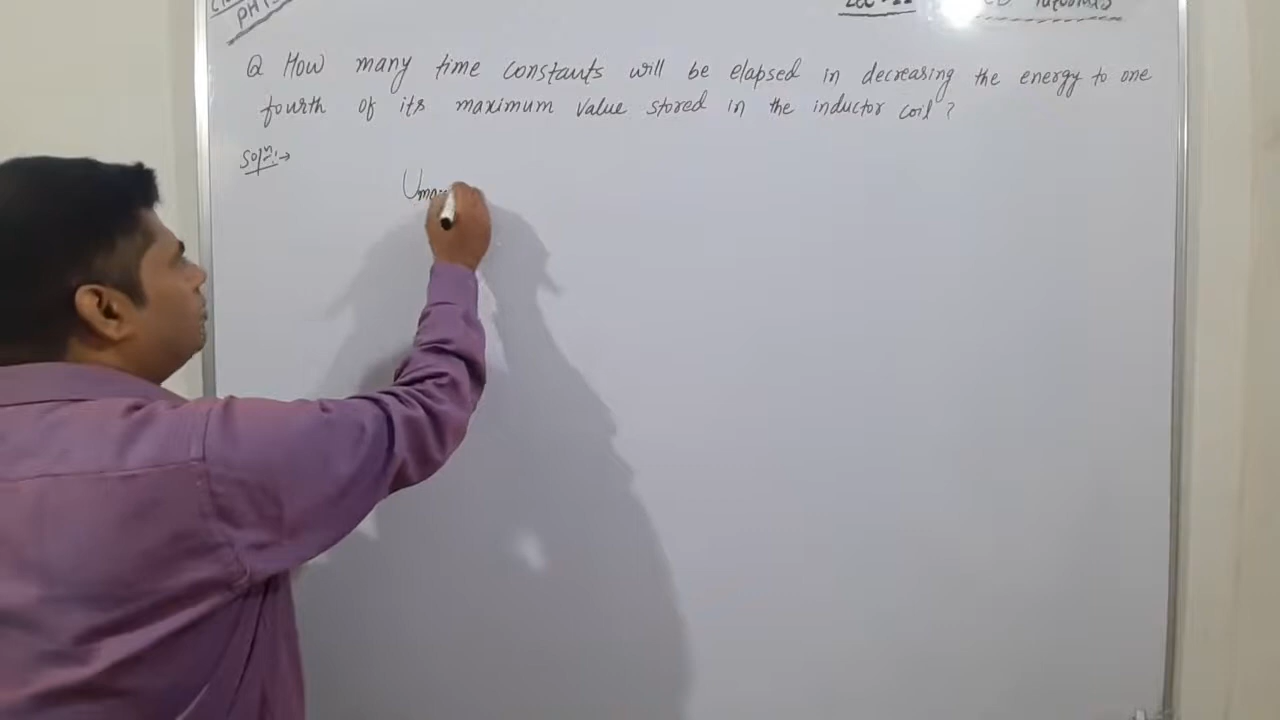 Q How many time constants will be elapsed in decreasing the energy to one
fourth of its maximum value stored in the inductor coil?
Solⁿ:→